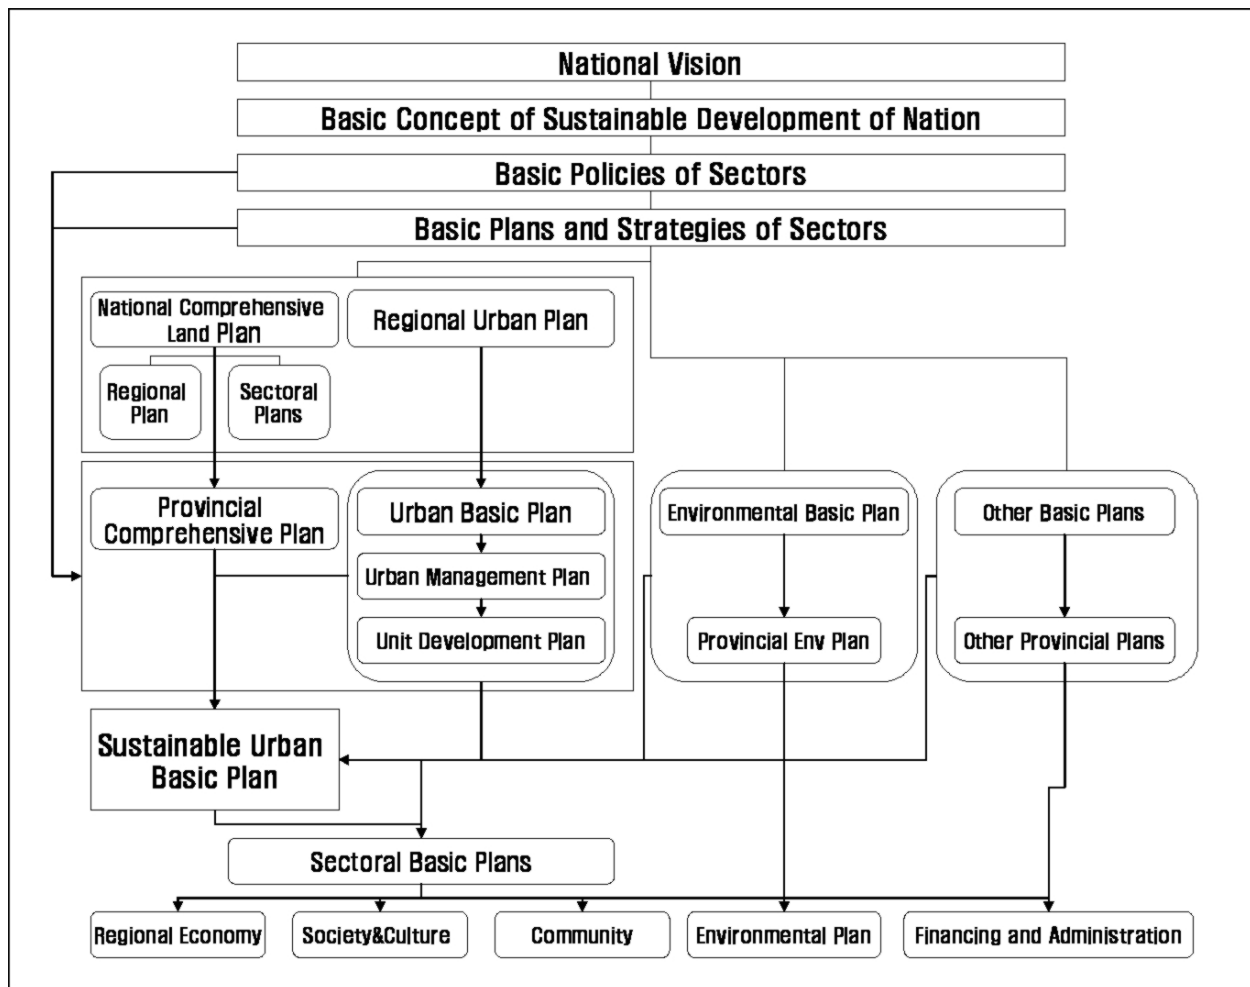 National Vision
Basic Concept of Sustainable Development of Nation
Basic Policies of Sectors
Basic Plans and Strategies of Sectors
National Comprehensive
Land Plan
Regional Urban Plan
Regional
Plan
Sectoral
Plans
Provincial
Comprehensive Plan
Urban Basic Plan
Urban Management Plan
Unit Development Plan
Environmental Basic Plan
Provincial Env Plan
Other Basic Plans
Other Provincial Plans
Sustainable Urban
Basic Plan
Sectoral Basic Plans
Regional Economy
Society&Culture
Community
Environmental Plan
Financing and Administration